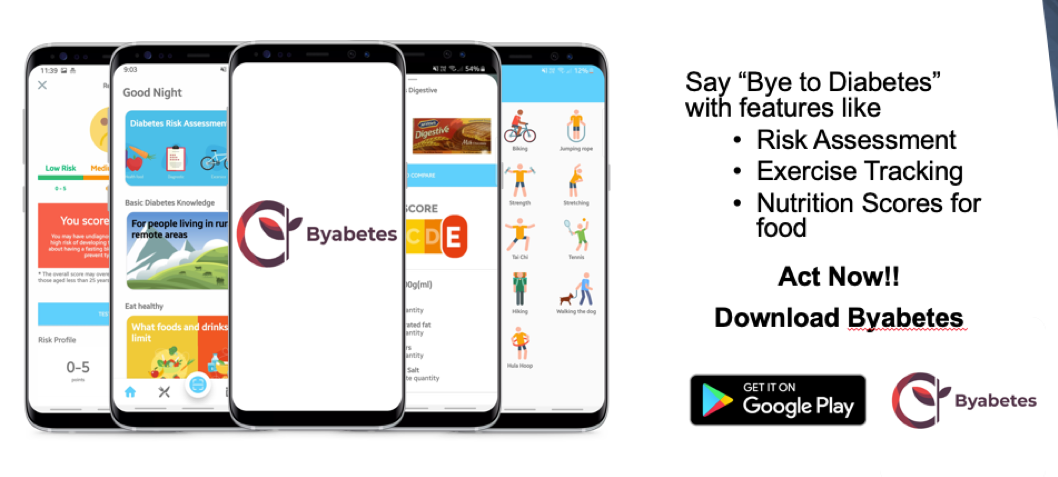 11:39
Low Risk
Medi
0 - 5
You score
You may have undiagno
high risk of developing t
about having a fasting bl
prevent ty
* The overall score may overe
those aged less than 25 years
TES
Risk Profile
0-5
points
9:03
Good Night
Diabetes Risk Assessmen
Basic Diabetes Knowledge
For people living in rur
remote areas
Eat healthy
What foods and drinks
limit
Byabetes
54%
Digestive
Digestive
O COMPARE
SCORE
C D E
00g(ml)
antity
rated fat
antity
rs
antity
Salt
te quantity
12%
Biking
Jumping rope
Strength
Stretching
Tai Chi
Tennis
Hiking
Walking the dog
Hula Hoop
Say “Bye to Diabetes”
with features like
• Risk Assessment
• Exercise Tracking
• Nutrition Scores for
food
Act Now!!
Download Byabetes
GET IT ON
Google Play
Byabetes